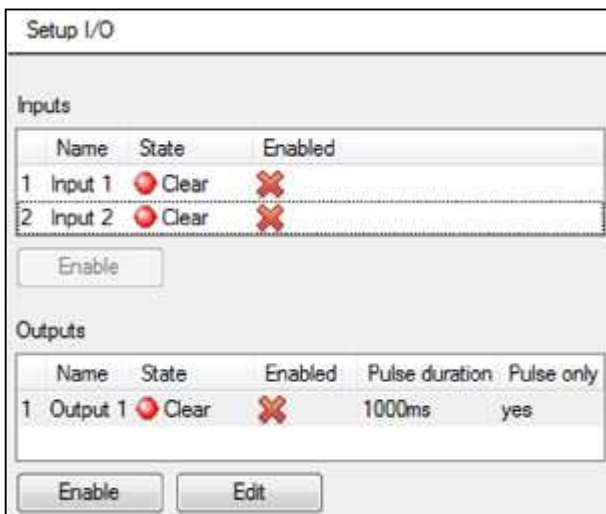 Setup I/O
Inputs
Name State Enabled
1 Input 1 Clear
2 Input 2 Clear
Enable
Outputs
Name State Enabled Pulse duration Pulse only
1 Output 1 Clear 1000ms yes
Enable Edit